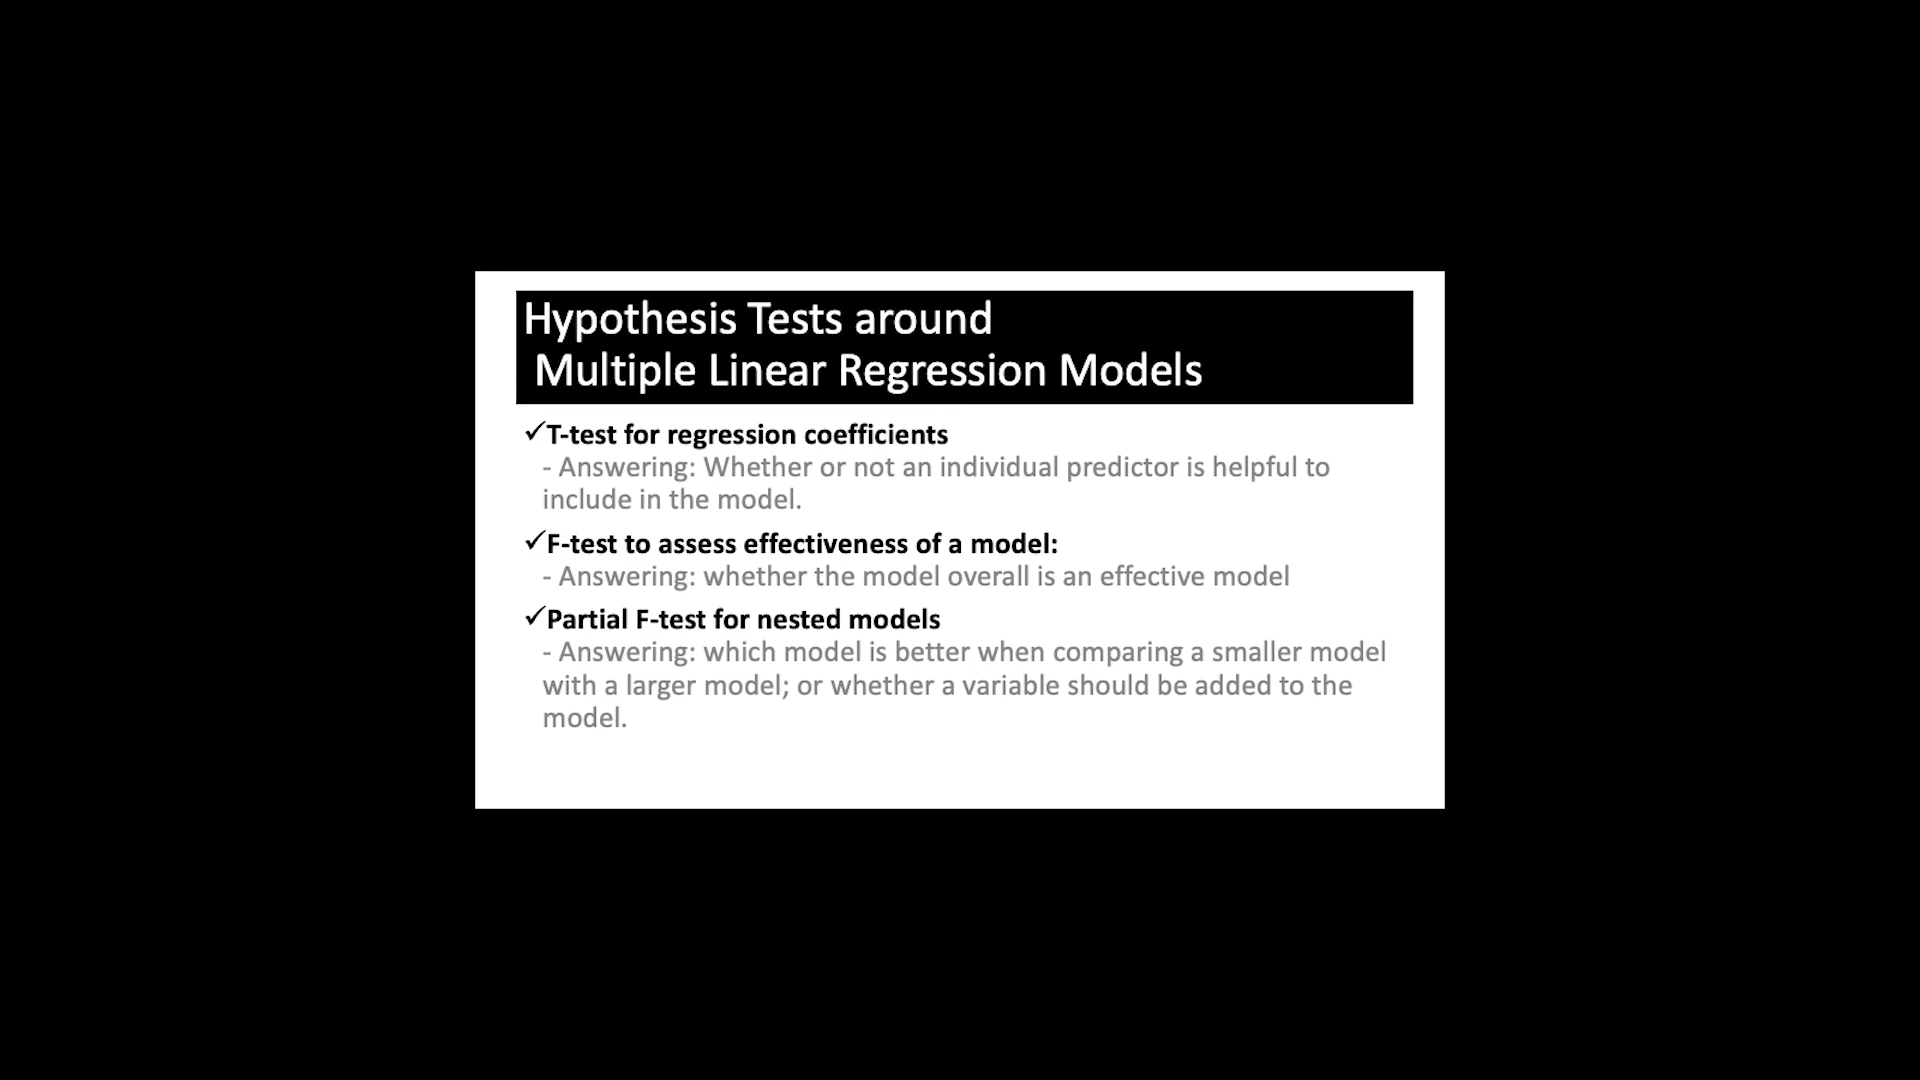 Hypothesis Tests around
Multiple Linear Regression Models
✓T-test for regression coefficients
- Answering: Whether or not an individual predictor is helpful to
include in the model.
✓F-test to assess effectiveness of a model:
- Answering: whether the model overall is an effective model
✓Partial F-test for nested models
- Answering: which model is better when comparing a smaller model
with a larger model; or whether a variable should be added to the
model.